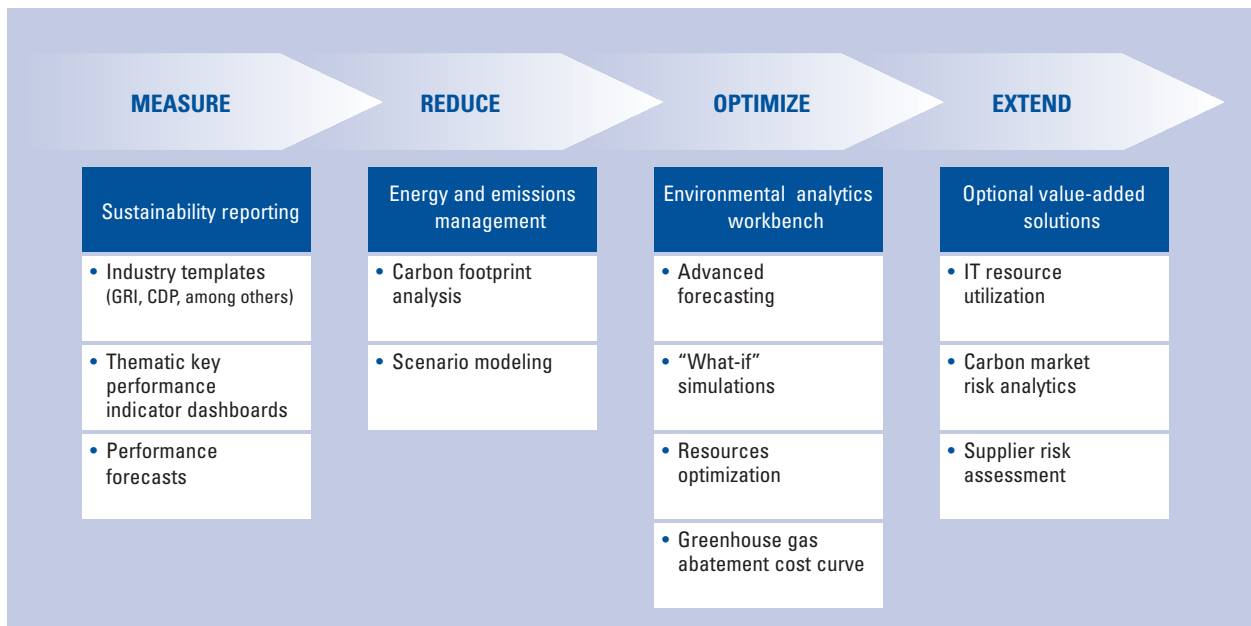 MEASURE
REDUCE
OPTIMIZE
EXTEND
Sustainability reporting
• Industry templates
(GRI, CDP, among others)
• Thematic key
performance
indicator dashboards
• Performance
forecasts
Energy and emissions
management
• Carbon footprint
analysis
• Scenario modeling
Environmental analytics
workbench
• Advanced
forecasting
• “What-if”
simulations
• Resources
optimization
• Greenhouse gas
abatement cost curve
Optional value-added
solutions
• IT resource
utilization
• Carbon market
risk analytics
• Supplier risk
assessment